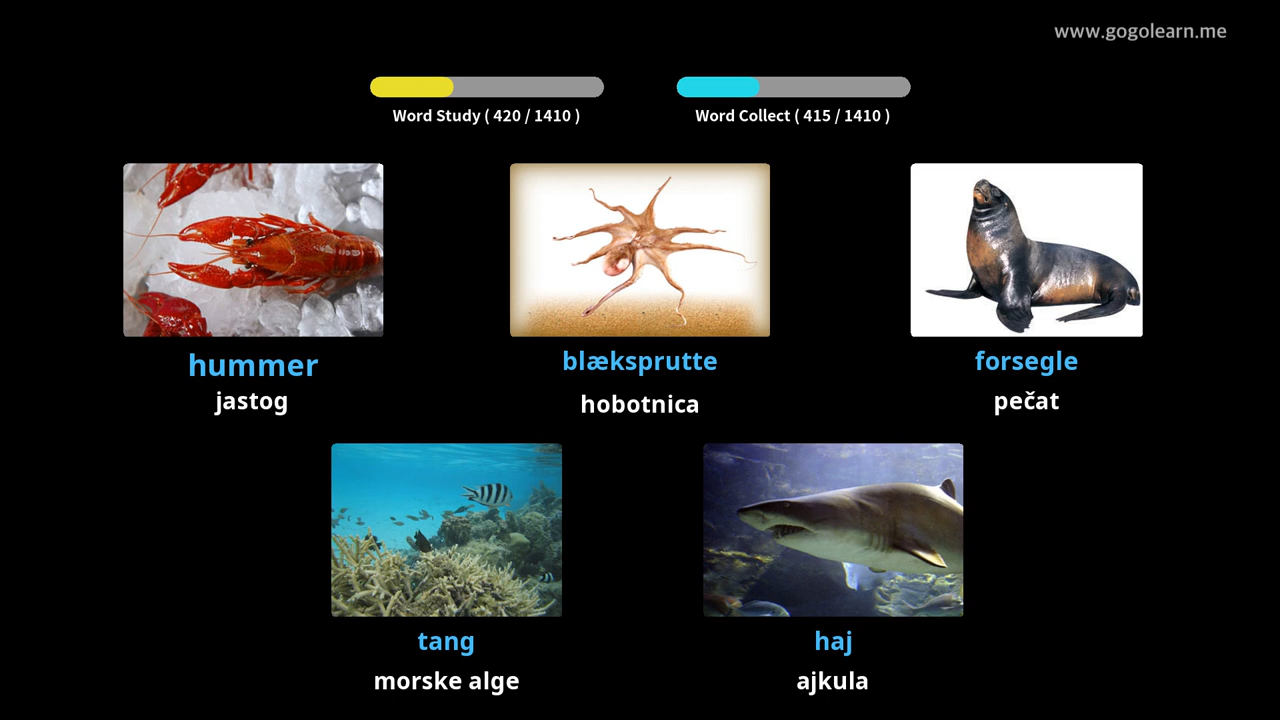 www.gogolearn.me
Word Study ( 420 / 1410 )
Word Collect ( 415 / 1410 )
hummer
jastog
blæksprutte
hobotnica
forsegle
pečat
tang
morske alge
haj
ajkula